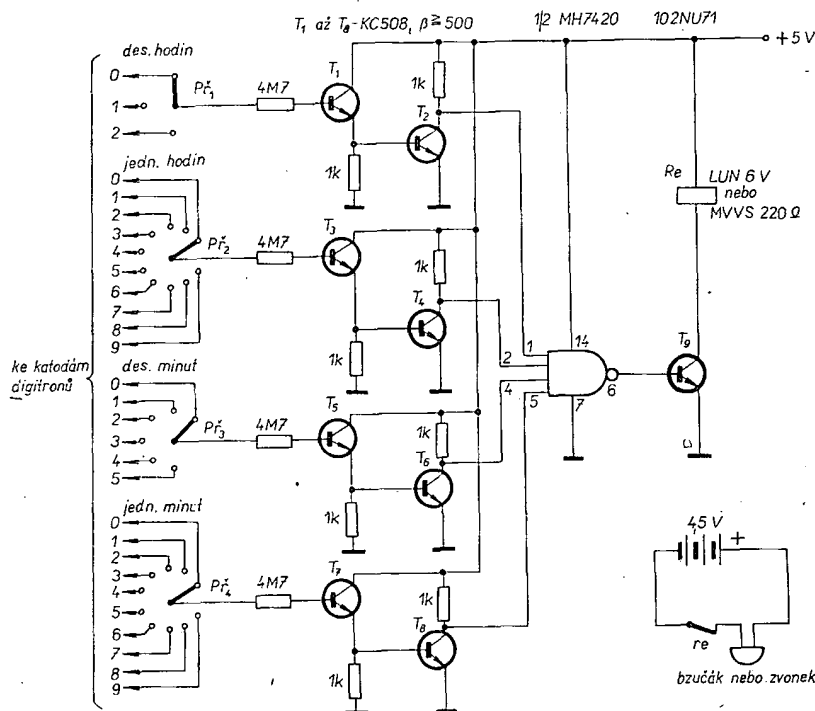 T₁ až T₈-KC508, β ≧ 500
1/2 MH7420
102NU71
+5V
des. hodin
0
1
2
Př₁
4M7
T₁
1k
1k
T₂
jedn. hodin
0
1
2
3
4
5
6
7
8
9
Př₂
4M7
T₃
1k
1k
T₄
ke katodám
digitronů
des. minut
0
1
2
3
4
5
Př₃
4M7
T₅
1k
1k
T₆
jedn. minut
0
1
2
3
4
5
6
7
8
9
Př₄
4M7
T₇
1k
1k
T₈
1
2
4
5
14
7
6
Re
LUN 6 V
nebo
MVVS 220 Ω
T₉
4,5 V
+
re
bzučák nebo zvonek